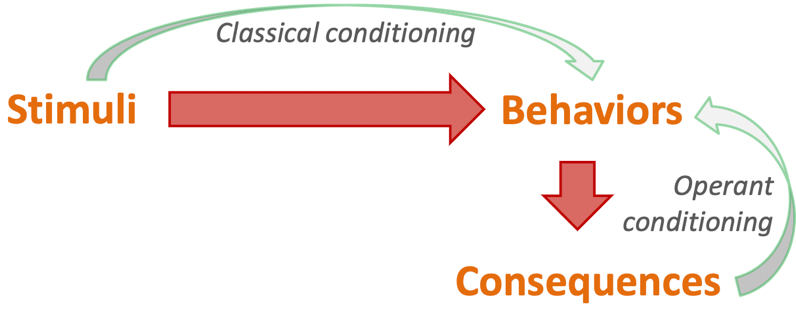 Classical conditioning
Stimuli
Behaviors
Operant
conditioning
Consequences